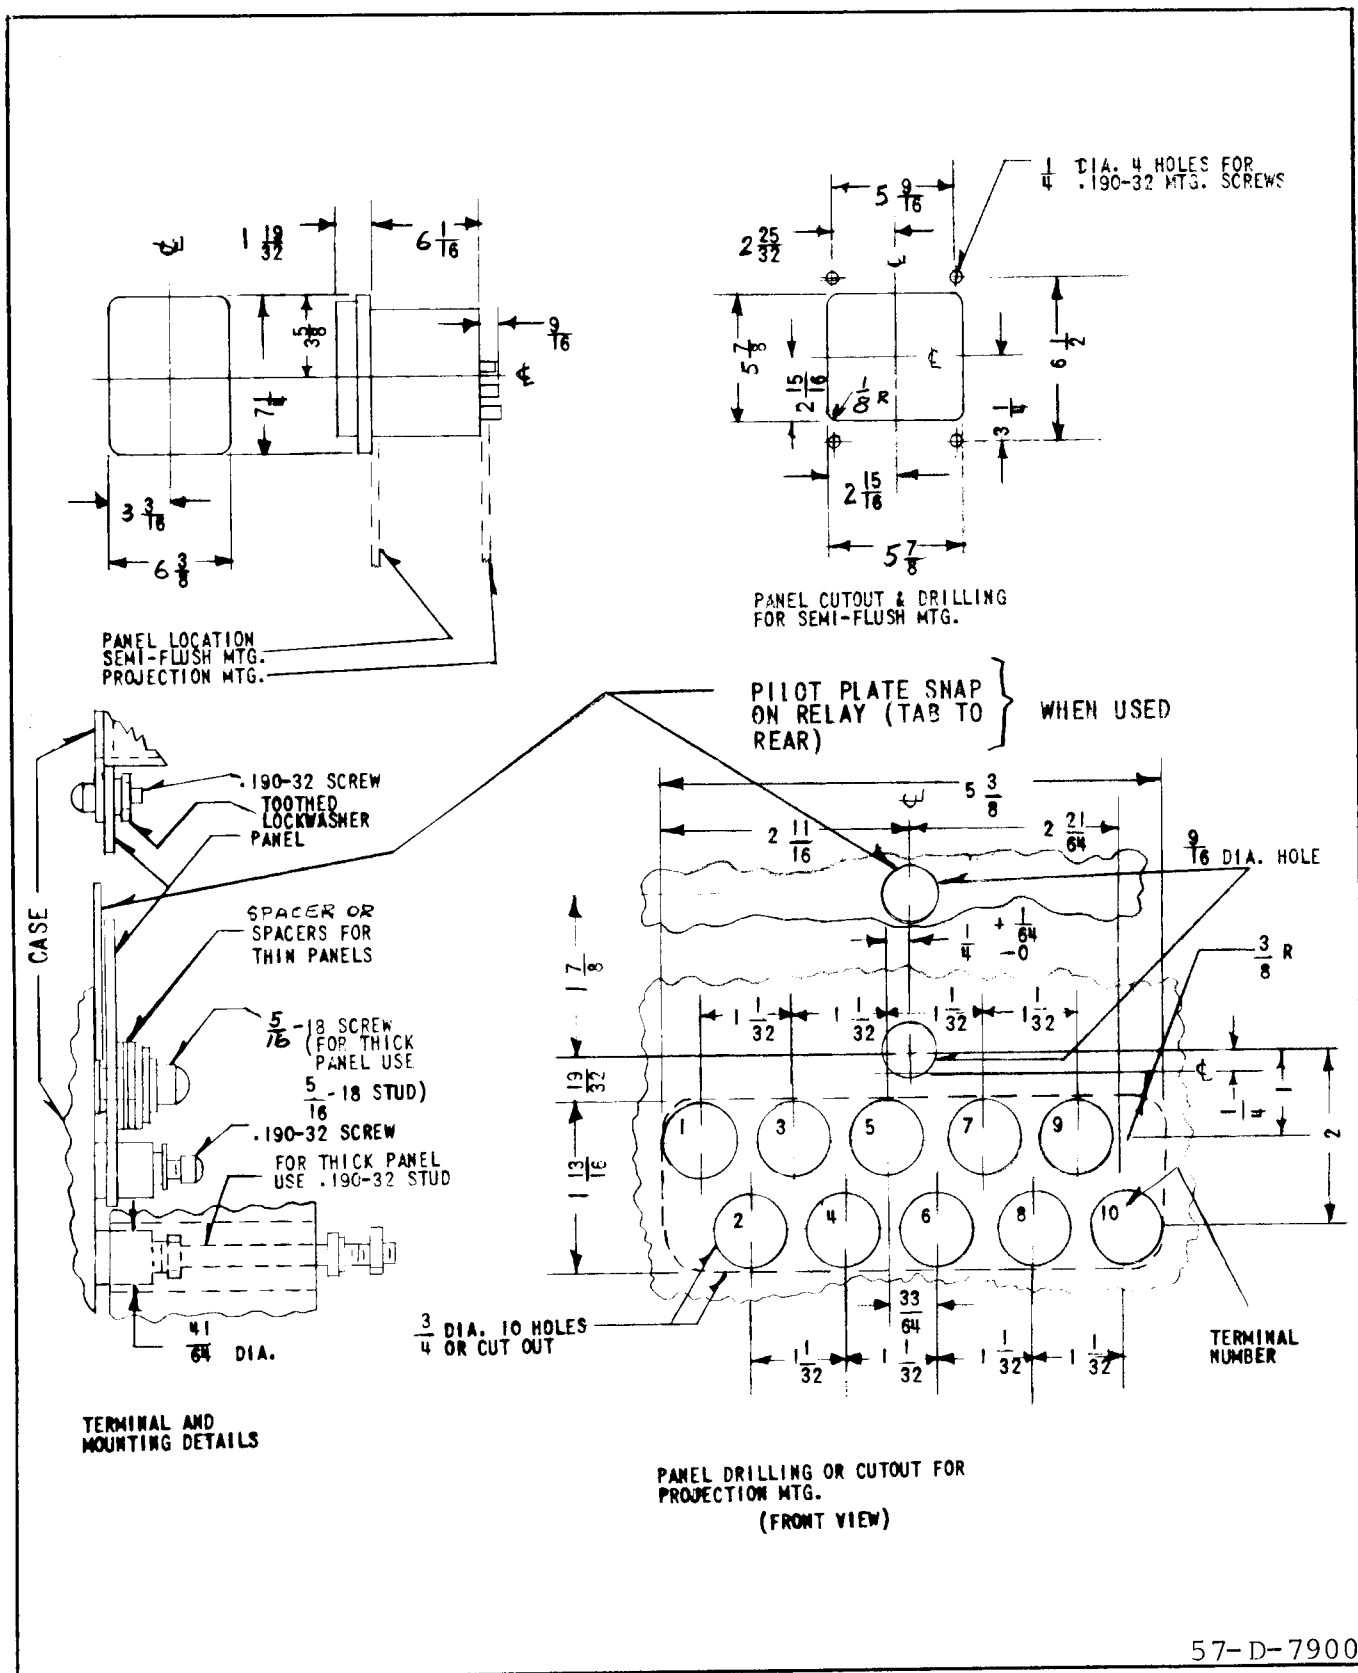 1/4 DIA. 4 HOLES FOR
.190-32 MTG. SCREWS
5 9/16
2 25/32
1 19/32
6 1/16
9/16
5 7/8
2 15/16
1/8 R
6 1/2
3 1/4
2 15/16
5 7/8
3 5/8
7 1/4
3 3/16
6 3/8
PANEL LOCATION
SEMI-FLUSH MTG.
PROJECTION MTG.
PANEL CUTOUT & DRILLING
FOR SEMI-FLUSH MTG.
PILOT PLATE SNAP
ON RELAY (TAB TO
REAR)
WHEN USED
CASE
.190-32 SCREW
TOOTHED
LOCKWASHER
PANEL
SPACER OR
SPACERS FOR
THIN PANELS
5/16-18 SCREW
(FOR THICK
PANEL USE
5/16-18 STUD)
.190-32 SCREW
FOR THICK PANEL
USE .190-32 STUD
41/64 DIA.
TERMINAL AND
MOUNTING DETAILS
5 3/8
2 11/16
2 21/64
9/16 DIA. HOLE
1/4 +1/64 -0
3/8 R
1 7/8
1 1/32
1 1/32
1 1/32
1 1/32
19/32
1 13/16
1/4
1
2
1
3
5
7
9
2
4
6
8
10
33/64
1 1/32
1 1/32
1 1/32
1 1/32
3/4 DIA. 10 HOLES
OR CUT OUT
TERMINAL
NUMBER
PANEL DRILLING OR CUTOUT FOR
PROJECTION MTG.
(FRONT VIEW)
57-D-7900